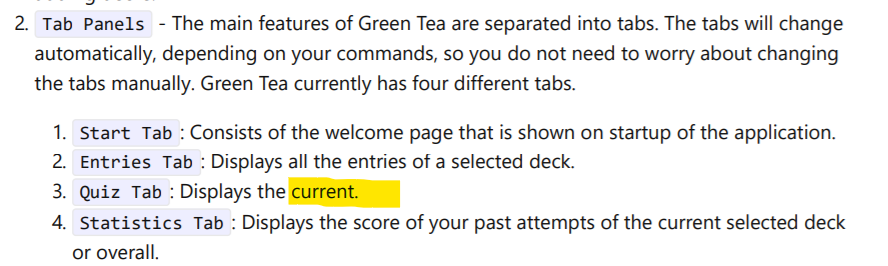 2. Tab Panels - The main features of Green Tea are separated into tabs. The tabs will change
automatically, depending on your commands, so you do not need to worry about changing
the tabs manually. Green Tea currently has four different tabs.
1. Start Tab : Consists of the welcome page that is shown on startup of the application.
2. Entries Tab : Displays all the entries of a selected deck.
3. Quiz Tab : Displays the current.
4. Statistics Tab : Displays the score of your past attempts of the current selected deck
or overall.